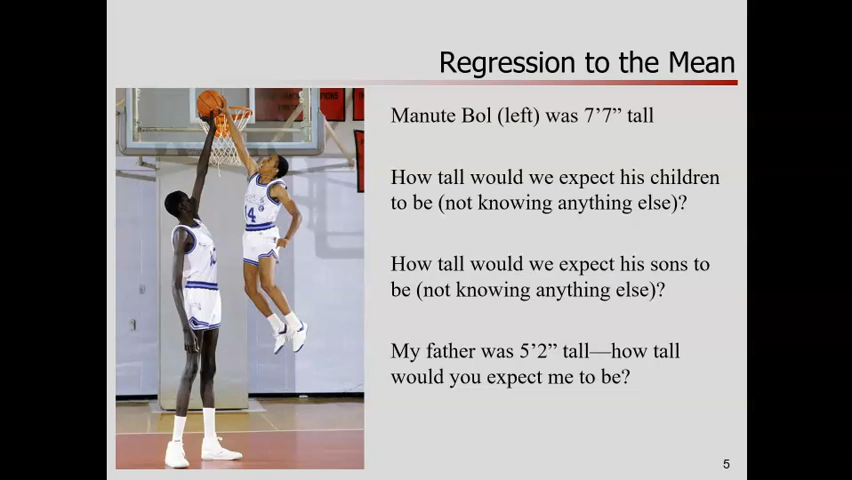 Regression to the Mean
Manute Bol (left) was 7’7” tall
How tall would we expect his children
to be (not knowing anything else)?
How tall would we expect his sons to
be (not knowing anything else)?
My father was 5’2” tall—how tall
would you expect me to be?
14
5